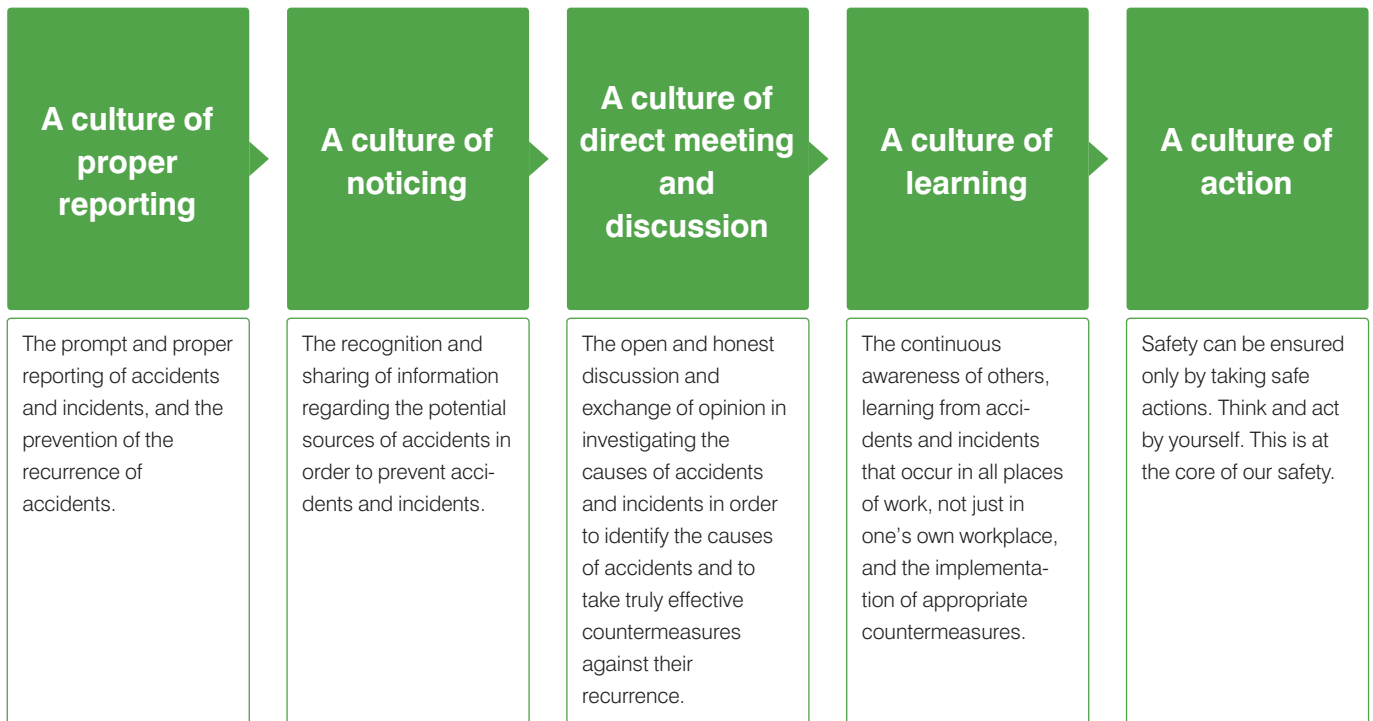 A culture of
proper
reporting
The prompt and proper
reporting of accidents
and incidents, and the
prevention of the
recurrence of
accidents.
A culture of
noticing
The recognition and
sharing of information
regarding the potential
sources of accidents in
order to prevent acci-
dents and incidents.
A culture of
direct meeting
and
discussion
The open and honest
discussion and
exchange of opinion in
investigating the
causes of accidents
and incidents in order
to identify the causes
of accidents and to
take truly effective
countermeasures
against their
recurrence.
A culture of
learning
The continuous
awareness of others,
learning from acci-
dents and incidents
that occur in all places
of work, not just in
one’s own workplace,
and the implementa-
tion of appropriate
countermeasures.
A culture of
action
Safety can be ensured
only by taking safe
actions. Think and act
by yourself. This is at
the core of our safety.